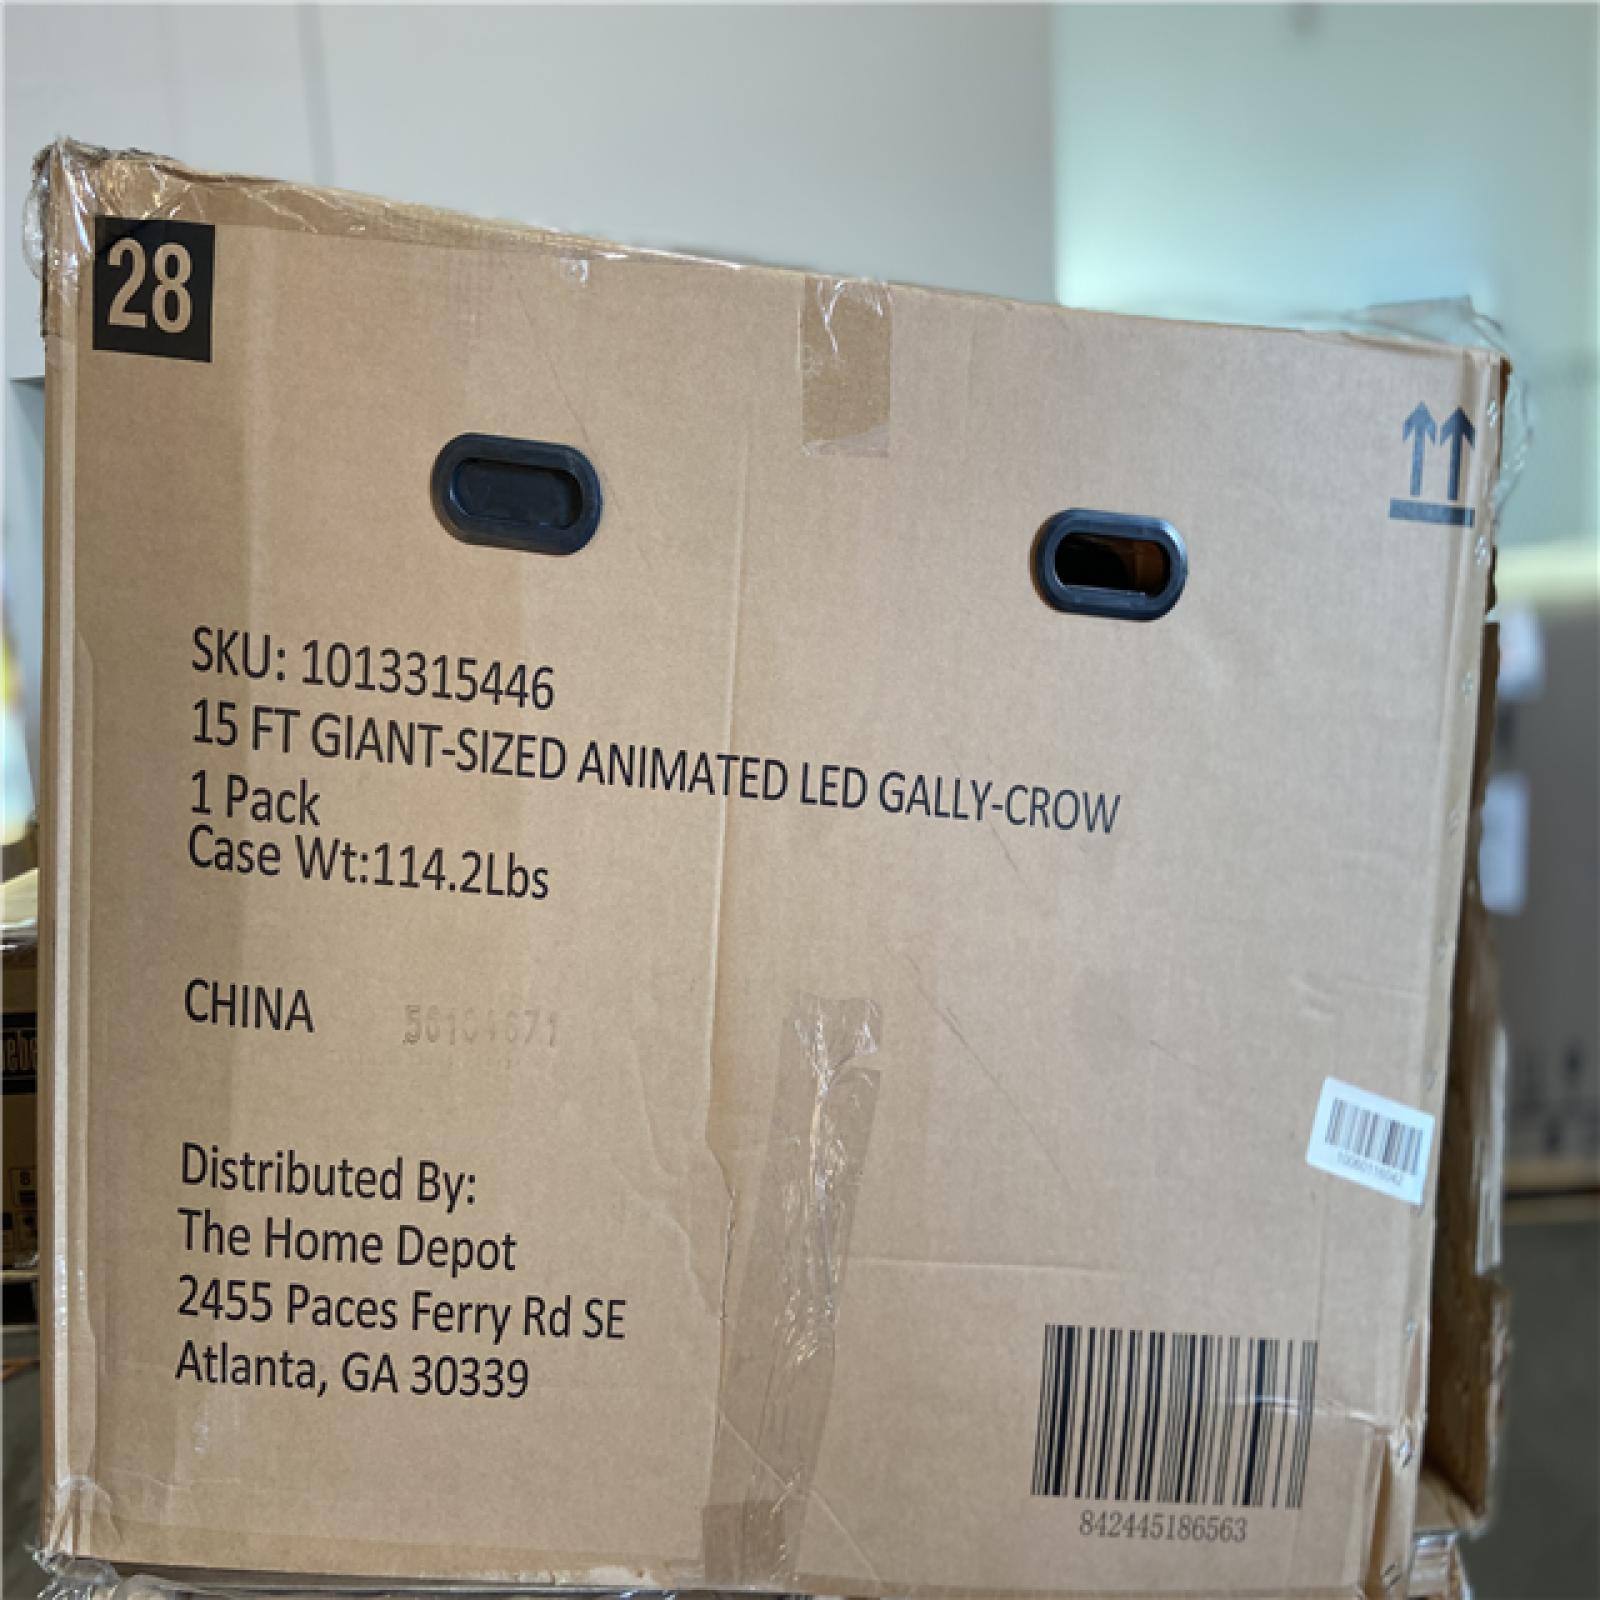 28
SKU: 1013315446
15 FT GIANT-SIZED ANIMATED LED GALLY-CROW
1 Pack
Case Wt:114.2Lbs
CHINA
Distributed By:
The Home Depot
2455 Paces Ferry Rd SE
Atlanta, GA 30339
842445186563